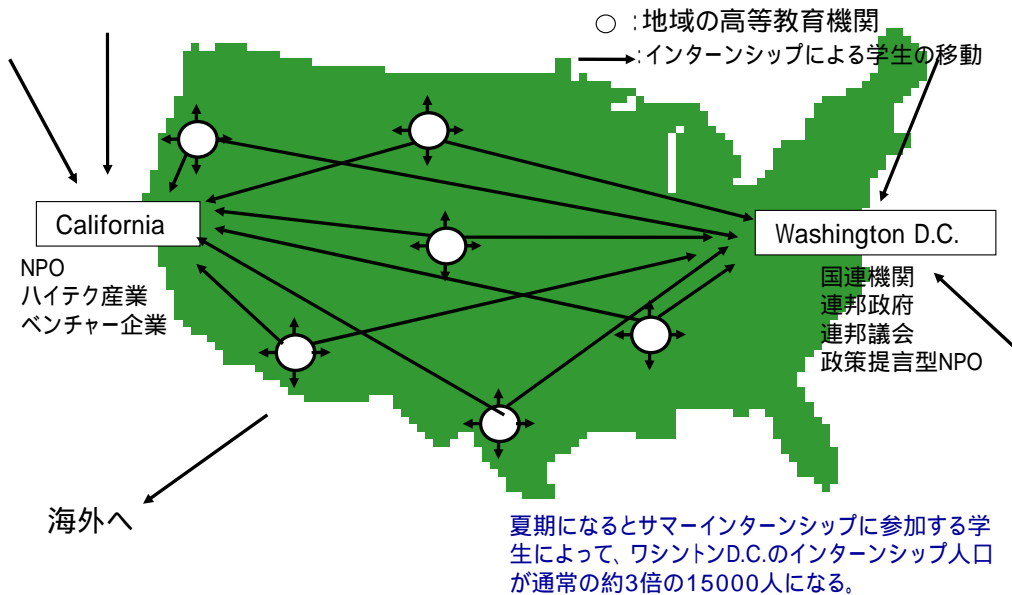 ○ :地域の高等教育機関
:インターンシップによる学生の移動
California
Washington D.C.
NPO
ハイテク産業
ベンチャー企業
国連機関
連邦政府
連邦議会
政策提言型NPO
海外へ
夏期になるとサマーインターンシップに参加する学
生によって、ワシントンD.C.のインターンシップ人口
が通常の約3倍の15000人になる。